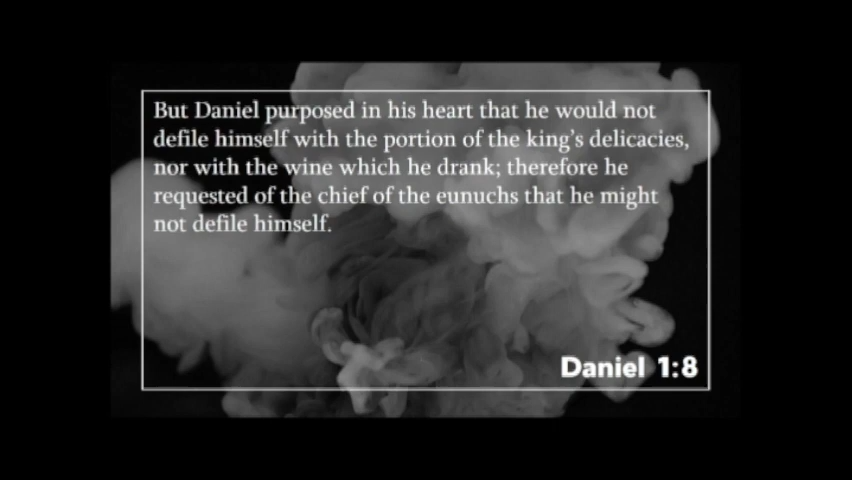 But Daniel purposed in his heart that he would not
defile himself with the portion of the king's delicacies,
nor with the wine which he drank; therefore he
requested of the chief of the eunuchs that he might
not defile himself.
Daniel 1:8